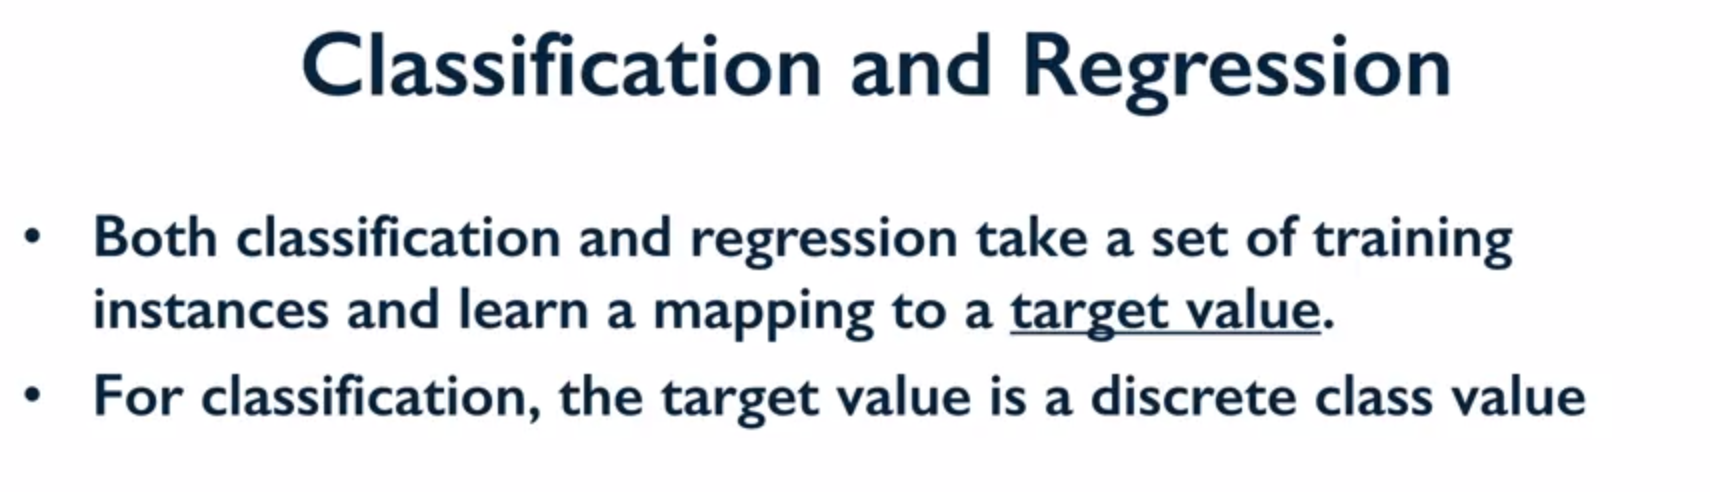 Classification and Regression
• Both classification and regression take a set of training
instances and learn a mapping to a target value.
• For classification, the target value is a discrete class value